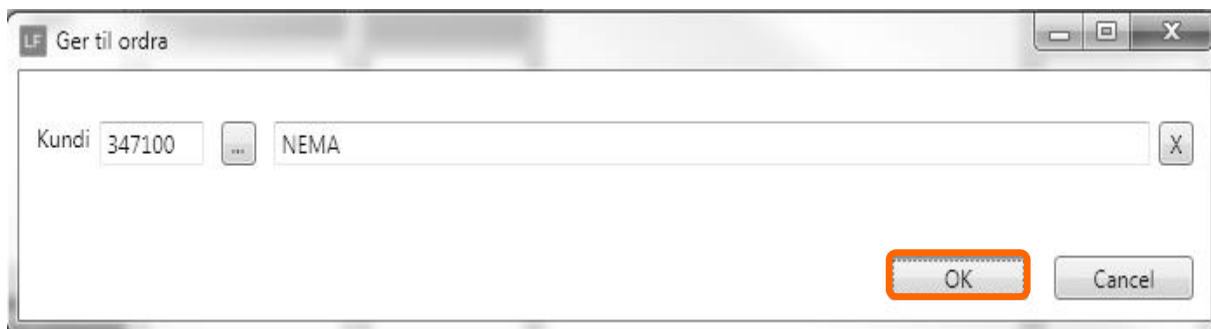 LF Ger til ordra X
Kundi 347100 ... NEMA X
OK Cancel